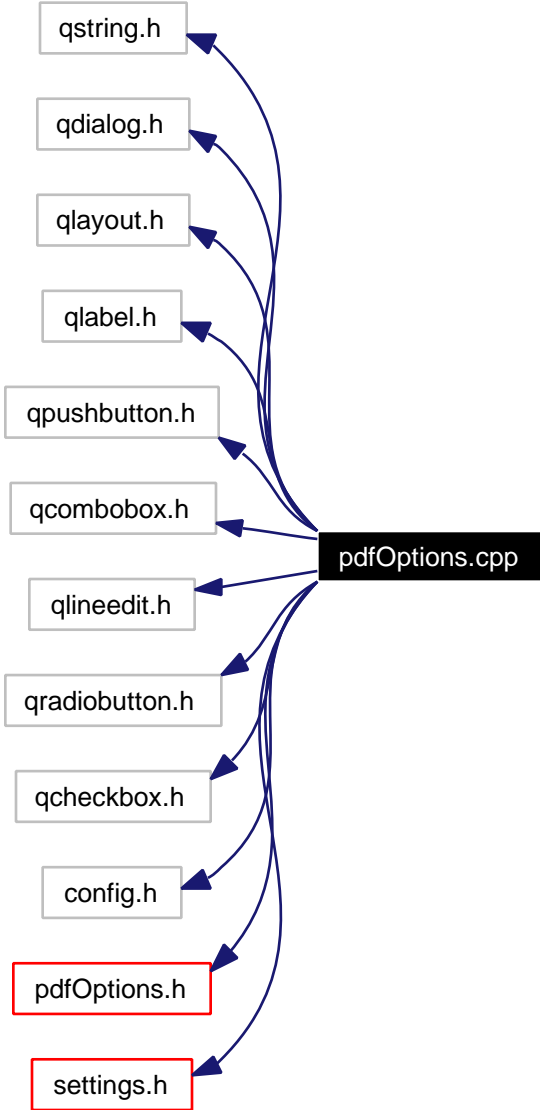 qstring.h
qdialog.h
qlayout.h
qlabel.h
qpushbutton.h
qcombobox.h
pdfOptions.cpp
qlineedit.h
qradiobutton.h
qcheckbox.h
config.h
pdfOptions.h
settings.h